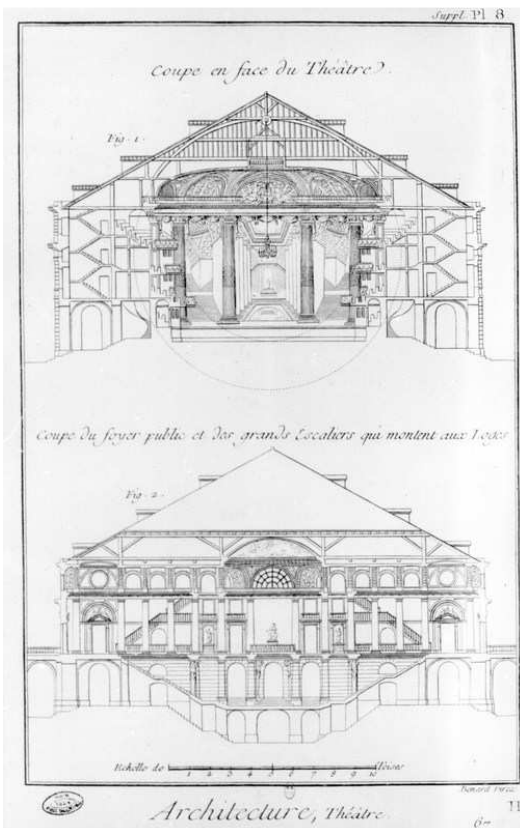 Suppl. Pl 8
Coupe en face du Théâtre.
Fig. 1.
Coupe du foyer public et des grands Escaliers qui montent aux Loges
Fig. 2.
Echelle de
Toises
1 2 3 4 5 6 7 8 9 10
Benard
Architecture, Théâtre.
H